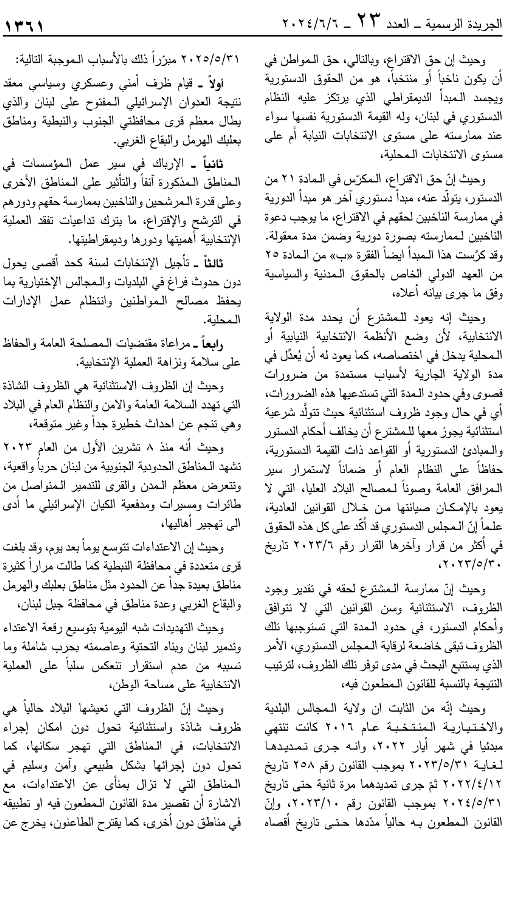 الجريدة الرسمية ــ العدد ٢٣ ــ ٢٠٢٤/٦/٦
١٣٦١
وحيث إن حق الاقتراع، وبالتالي، حق المواطن في
أن يكون ناخباً أو منتخباً، هو من الحقوق الدستورية
ويجسد المبدأ الديمقراطي الذي يرتكز عليه النظام
الدستوري في لبنان، وله القيمة الدستورية نفسها سواء
عند ممارسته على مستوى الانتخابات النيابة أم على
مستوى الانتخابات المحلية،
وحيث إنّ حق الاقتراع، المكرّس في المادة ٢١ من
الدستور، يتولّد عنه، مبدأ دستوري آخر هو مبدأ الدورية
في ممارسة الناخبين لحقهم في الاقتراع، ما يوجب دعوة
الناخبين لممارسته بصورة دورية وضمن مدة معقولة.
وقد كرّست هذا المبدأ ايضاً الفقرة «ب» من المادة ٢٥
من العهد الدولي الخاص بالحقوق المدنية والسياسية
وفق ما جرى بيانه أعلاه،
وحيث إنه يعود للمشترع أن يحدد مدة الولاية
الانتخابية، لأن وضع الأنظمة الانتخابية النيابية أو
المحلية يدخل في اختصاصه، كما يعود له أن يُعدّل في
مدة الولاية الجارية لأسباب مستمدة من ضرورات
قصوى وفي حدود المدة التي تستدعيها هذه الضرورات،
أي في حال وجود ظروف استثنائية حيث تتولّد شرعية
استثنائية يجوز معها للمشترع أن يخالف أحكام الدستور
والمبادئ الدستورية أو القواعد ذات القيمة الدستورية،
حفاظاً على النظام العام أو ضماناً لاستمرار سير
المرافق العامة وصوناً لمصالح البلاد العليا، التي لا
يعود بالإمكان صيانتها من خلال القوانين العادية،
علماً إنّ المجلس الدستوري قد أكّد على كل هذه الحقوق
في أكثر من قرار وآخرها القرار رقم ٢٠٢٣/٦ تاريخ
٢٠٢٣/٥/٣٠،
وحيث إنّ ممارسة المشترع لحقه في تقدير وجود
الظروف، الاستثنائية وسن القوانين التي لا تتوافق
وأحكام الدستور، في حدود المدة التي تستوجبها تلك
الظروف تبقى خاضعة لرقابة المجلس الدستوري، الأمر
الذي يستتبع البحث في مدى توفر تلك الظروف، لترتيب
النتيجة بالنسبة للقانون المطعون فيه،
وحيث إنّه من الثابت ان ولاية المجالس البلدية
والاختيارية المنتخبة عام ٢٠١٦ كانت تنتهي
مبدئيا في شهر أيار ٢٠٢٢، وانه جرى تمديدها
لغاية ٢٠٢٣/٥/٣١ بموجب القانون رقم ٢٥٨ تاريخ
٢٠٢٢/٤/١٢ ثمّ جرى تمديدهما مرة ثانية حتى تاريخ
٢٠٢٤/٥/٣١ بموجب القانون رقم ٢٠٢٣/١٠، وإنّ
القانون المطعون به حالياً مدّدها حتى تاريخ أقصاه
٢٠٢٥/٥/٣١ مبرّراً ذلك بالأسباب الموجبة التالية:
اولاً ــ قيام ظرف أمني وعسكري وسياسي معقد
نتيجة العدوان الإسرائيلي المفتوح على لبنان والذي
يطال معظم قرى محافظتي الجنوب والنبطية ومناطق
بعلبك الهرمل والبقاع الغربي.
ثانياً ــ الإرباك في سير عمل المؤسسات في
المناطق المذكورة آنفاً والتأثير على المناطق الأخرى
وعلى قدرة المرشحين والناخبين بممارسة حقهم ودورهم
في الترشح والإقتراع، ما يترك تداعيات تفقد العملية
الإنتخابية أهميتها ودورها وديمقراطيتها.
ثالثاً ــ تأجيل الإنتخابات لسنة كحد أقصى يحول
دون حدوث فراغ في البلديات والمجالس الإختيارية بما
يحفظ مصالح المواطنين وانتظام عمل الإدارات
المحلية.
رابعاً ــ مراعاة مقتضيات المصلحة العامة والحفاظ
على سلامة ونزاهة العملية الإنتخابية.
وحيث إن الظروف الاستثنائية هي الظروف الشاذة
التي تهدد السلامة العامة والامن والنظام العام في البلاد
وهي تنجم عن احداث خطيرة جداً وغير متوقعة،
وحيث أنه منذ ٨ تشرين الأول من العام ٢٠٢٣
تشهد المناطق الحدودية الجنوبية من لبنان حرباً واقعية،
وتتعرض معظم المدن والقرى للتدمير المتواصل من
طائرات ومسيرات ومدفعية الكيان الإسرائيلي ما أدى
الى تهجير أهاليها،
وحيث إن الاعتداءات تتوسع يوماً بعد يوم، وقد بلغت
قرى متعددة في محافظة النبطية كما طالت مراراً كثيرة
مناطق بعيدة جداً عن الحدود مثل مناطق بعلبك والهرمل
والبقاع الغربي وعدة مناطق في محافظة جبل لبنان،
وحيث التهديدات شبه اليومية بتوسيع رقعة الاعتداء
وتدمير لبنان وبناه التحتية وعاصمته بحرب شاملة وما
تسببه من عدم استقرار تنعكس سلباً على العملية
الانتخابية على مساحة الوطن،
وحيث إنّ الظروف التي تعيشها البلاد حالياً هي
ظروف شاذة واستثنائية تحول دون امكان إجراء
الانتخابات، في المناطق التي تهجر سكانها، كما
تحول دون إجرائها بشكل طبيعي وآمن وسليم في
المناطق التي لا تزال بمنأى عن الاعتداءات، مع
الاشارة أن تقصير مدة القانون المطعون فيه او تطبيقه
في مناطق دون أخرى، كما يقترح الطاعنون، يخرج عن